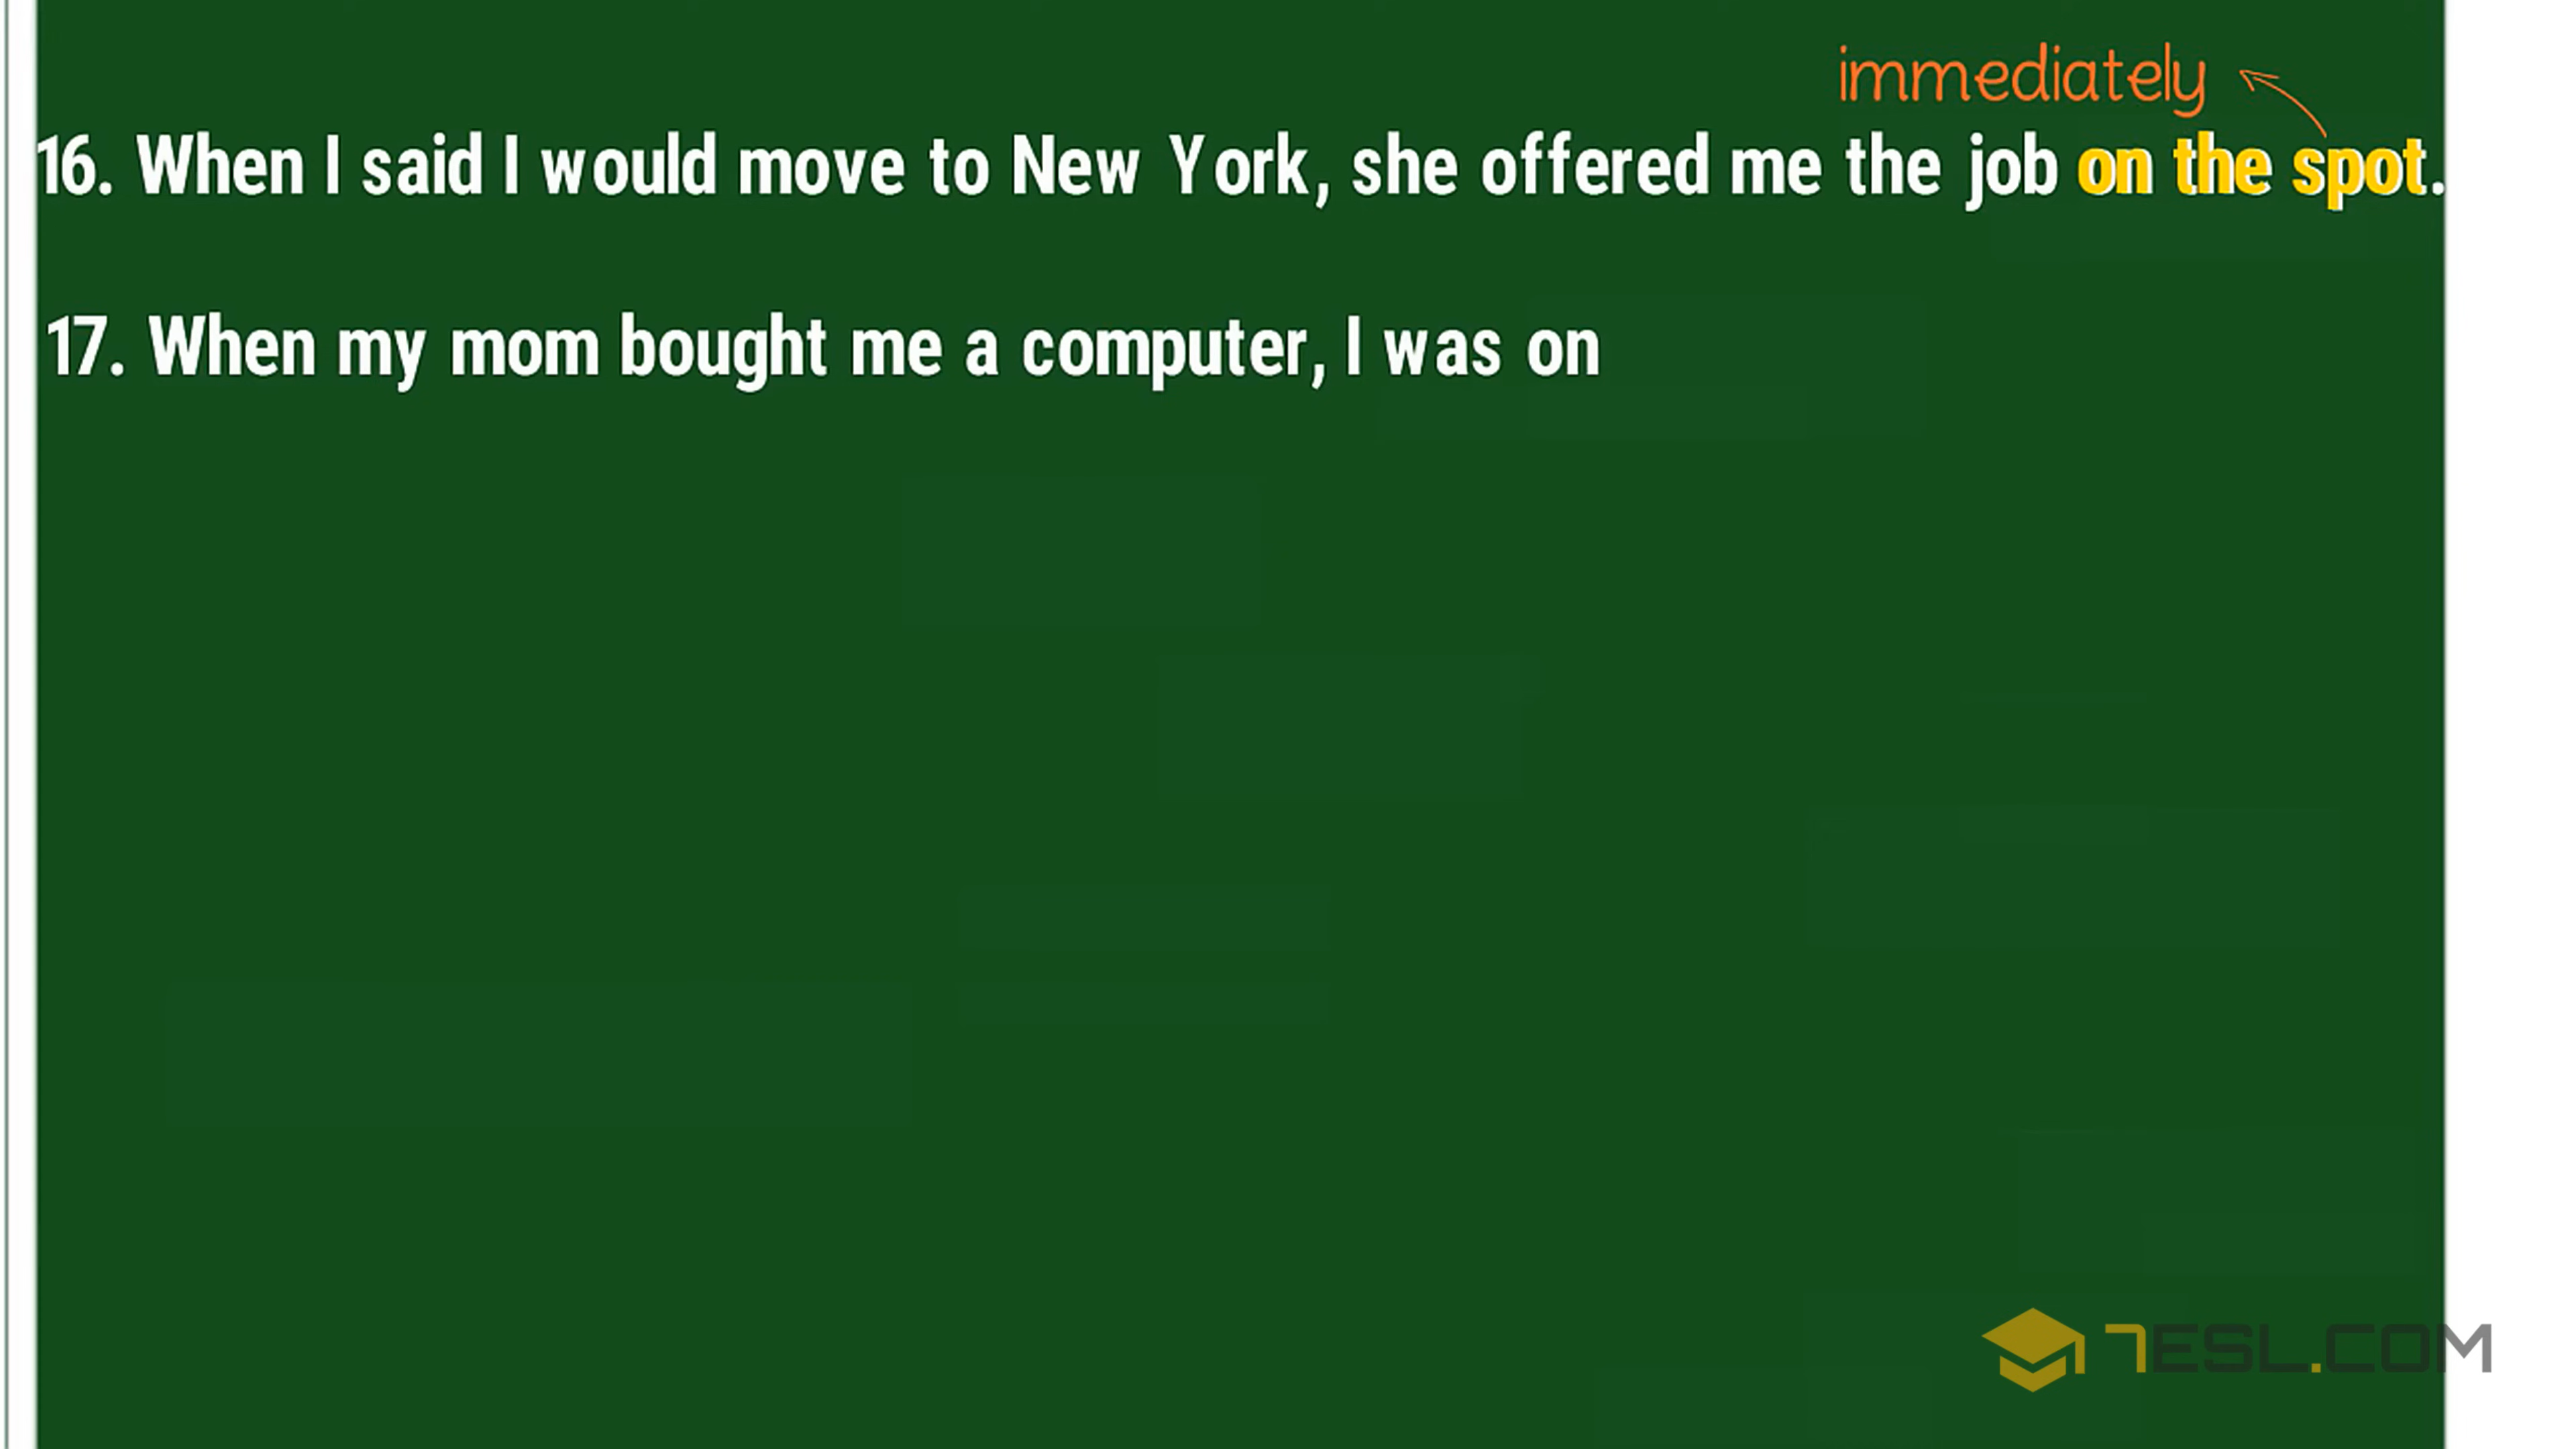 immediately
16. When I said I would move to New York, she offered me the job on the spot.
17. When my mom bought me a computer, I was on
7ESL.COM